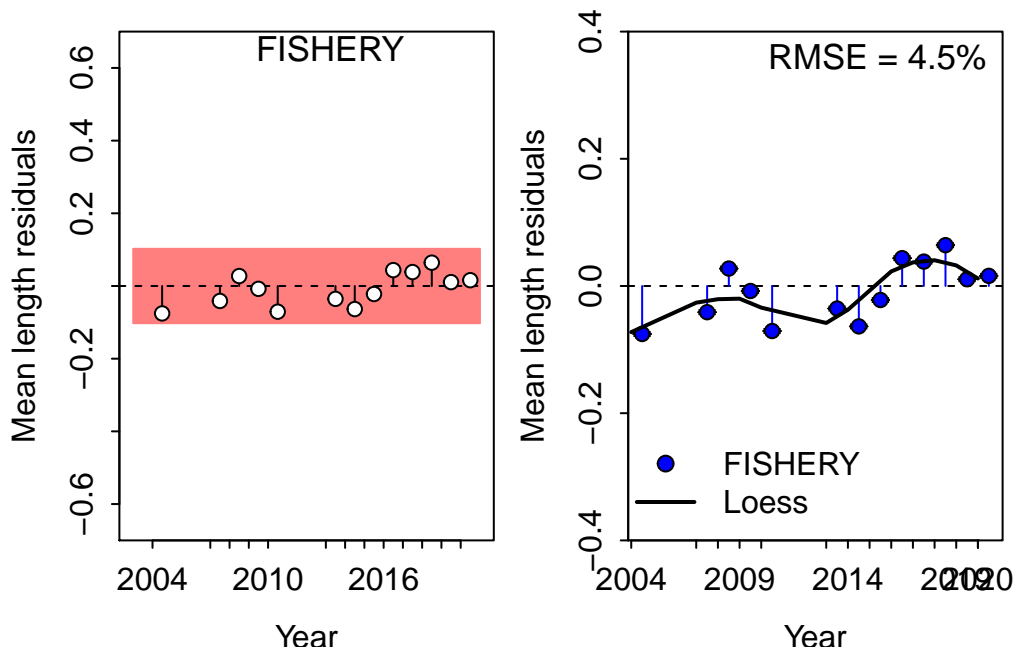 FISHERY
Mean length residuals
0.6
0.4
0.2
−0.2
−0.6
2004
2010
2016
Year
RMSE = 4.5%
Mean length residuals
0.4
0.2
0.0
−0.2
−0.4
FISHERY
Loess
2004
2009
2014
2019
2020
Year